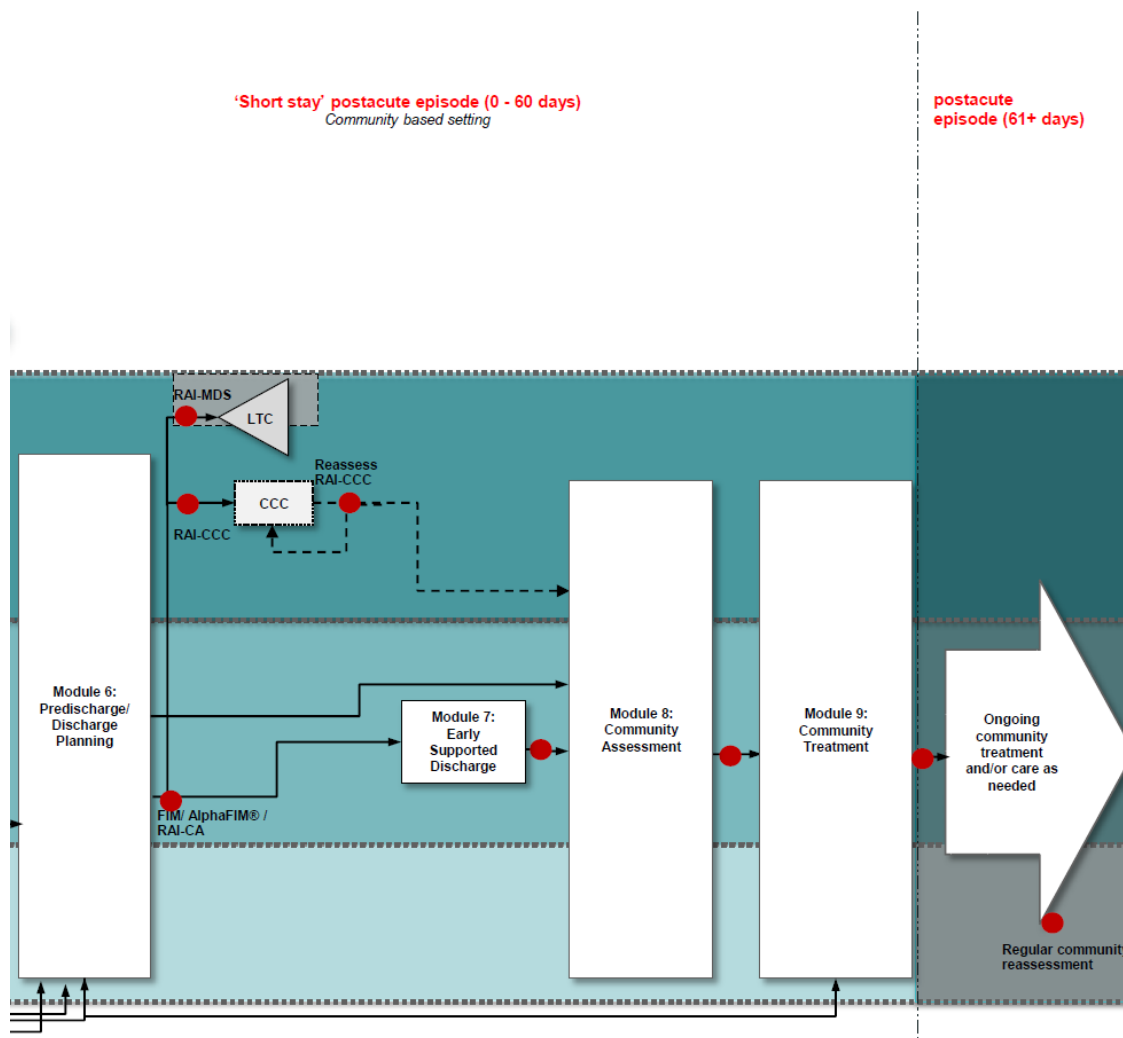 ‘Short stay’ postacute episode (0 - 60 days)
Community based setting
postacute
episode (61+ days)
RAI-MDS
LTC
Reassess
RAI-CCC
CCC
RAI-CCC
Module 6:
Predischarge/
Discharge
Planning
Module 7:
Early
Supported
Discharge
Module 8:
Community
Assessment
Module 9:
Community
Treatment
Ongoing
community
treatment
and/or care as
needed
FIM/ AlphaFIM® /
RAI-CA
Regular community
reassessment